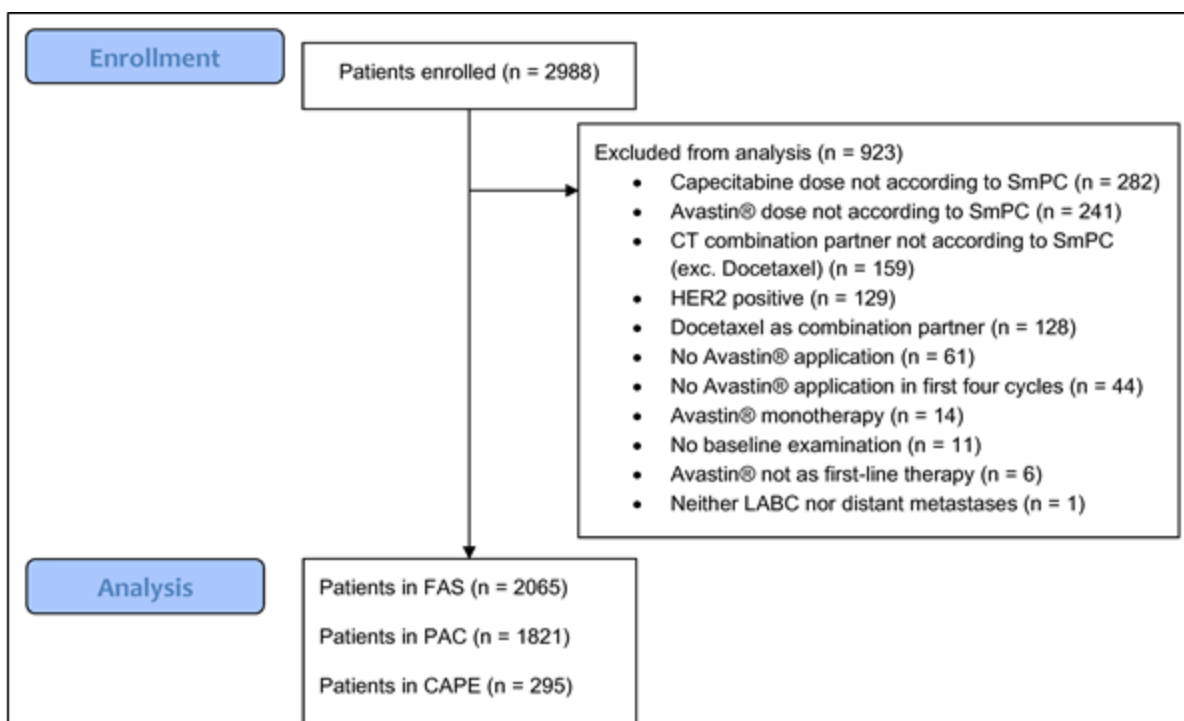 Enrollment
Patients enrolled (n = 2988)
Excluded from analysis (n = 923)
• Capecitabine dose not according to SmPC (n = 282)
• Avastin® dose not according to SmPC (n = 241)
• CT combination partner not according to SmPC
(exc. Docetaxel) (n = 159)
• HER2 positive (n = 129)
• Docetaxel as combination partner (n = 128)
• No Avastin® application (n = 61)
• No Avastin® application in first four cycles (n = 44)
• Avastin® monotherapy (n = 14)
• No baseline examination (n = 11)
• Avastin® not as first-line therapy (n = 6)
• Neither LABC nor distant metastases (n = 1)
Analysis
Patients in FAS (n = 2065)
Patients in PAC (n = 1821)
Patients in CAPE (n = 295)